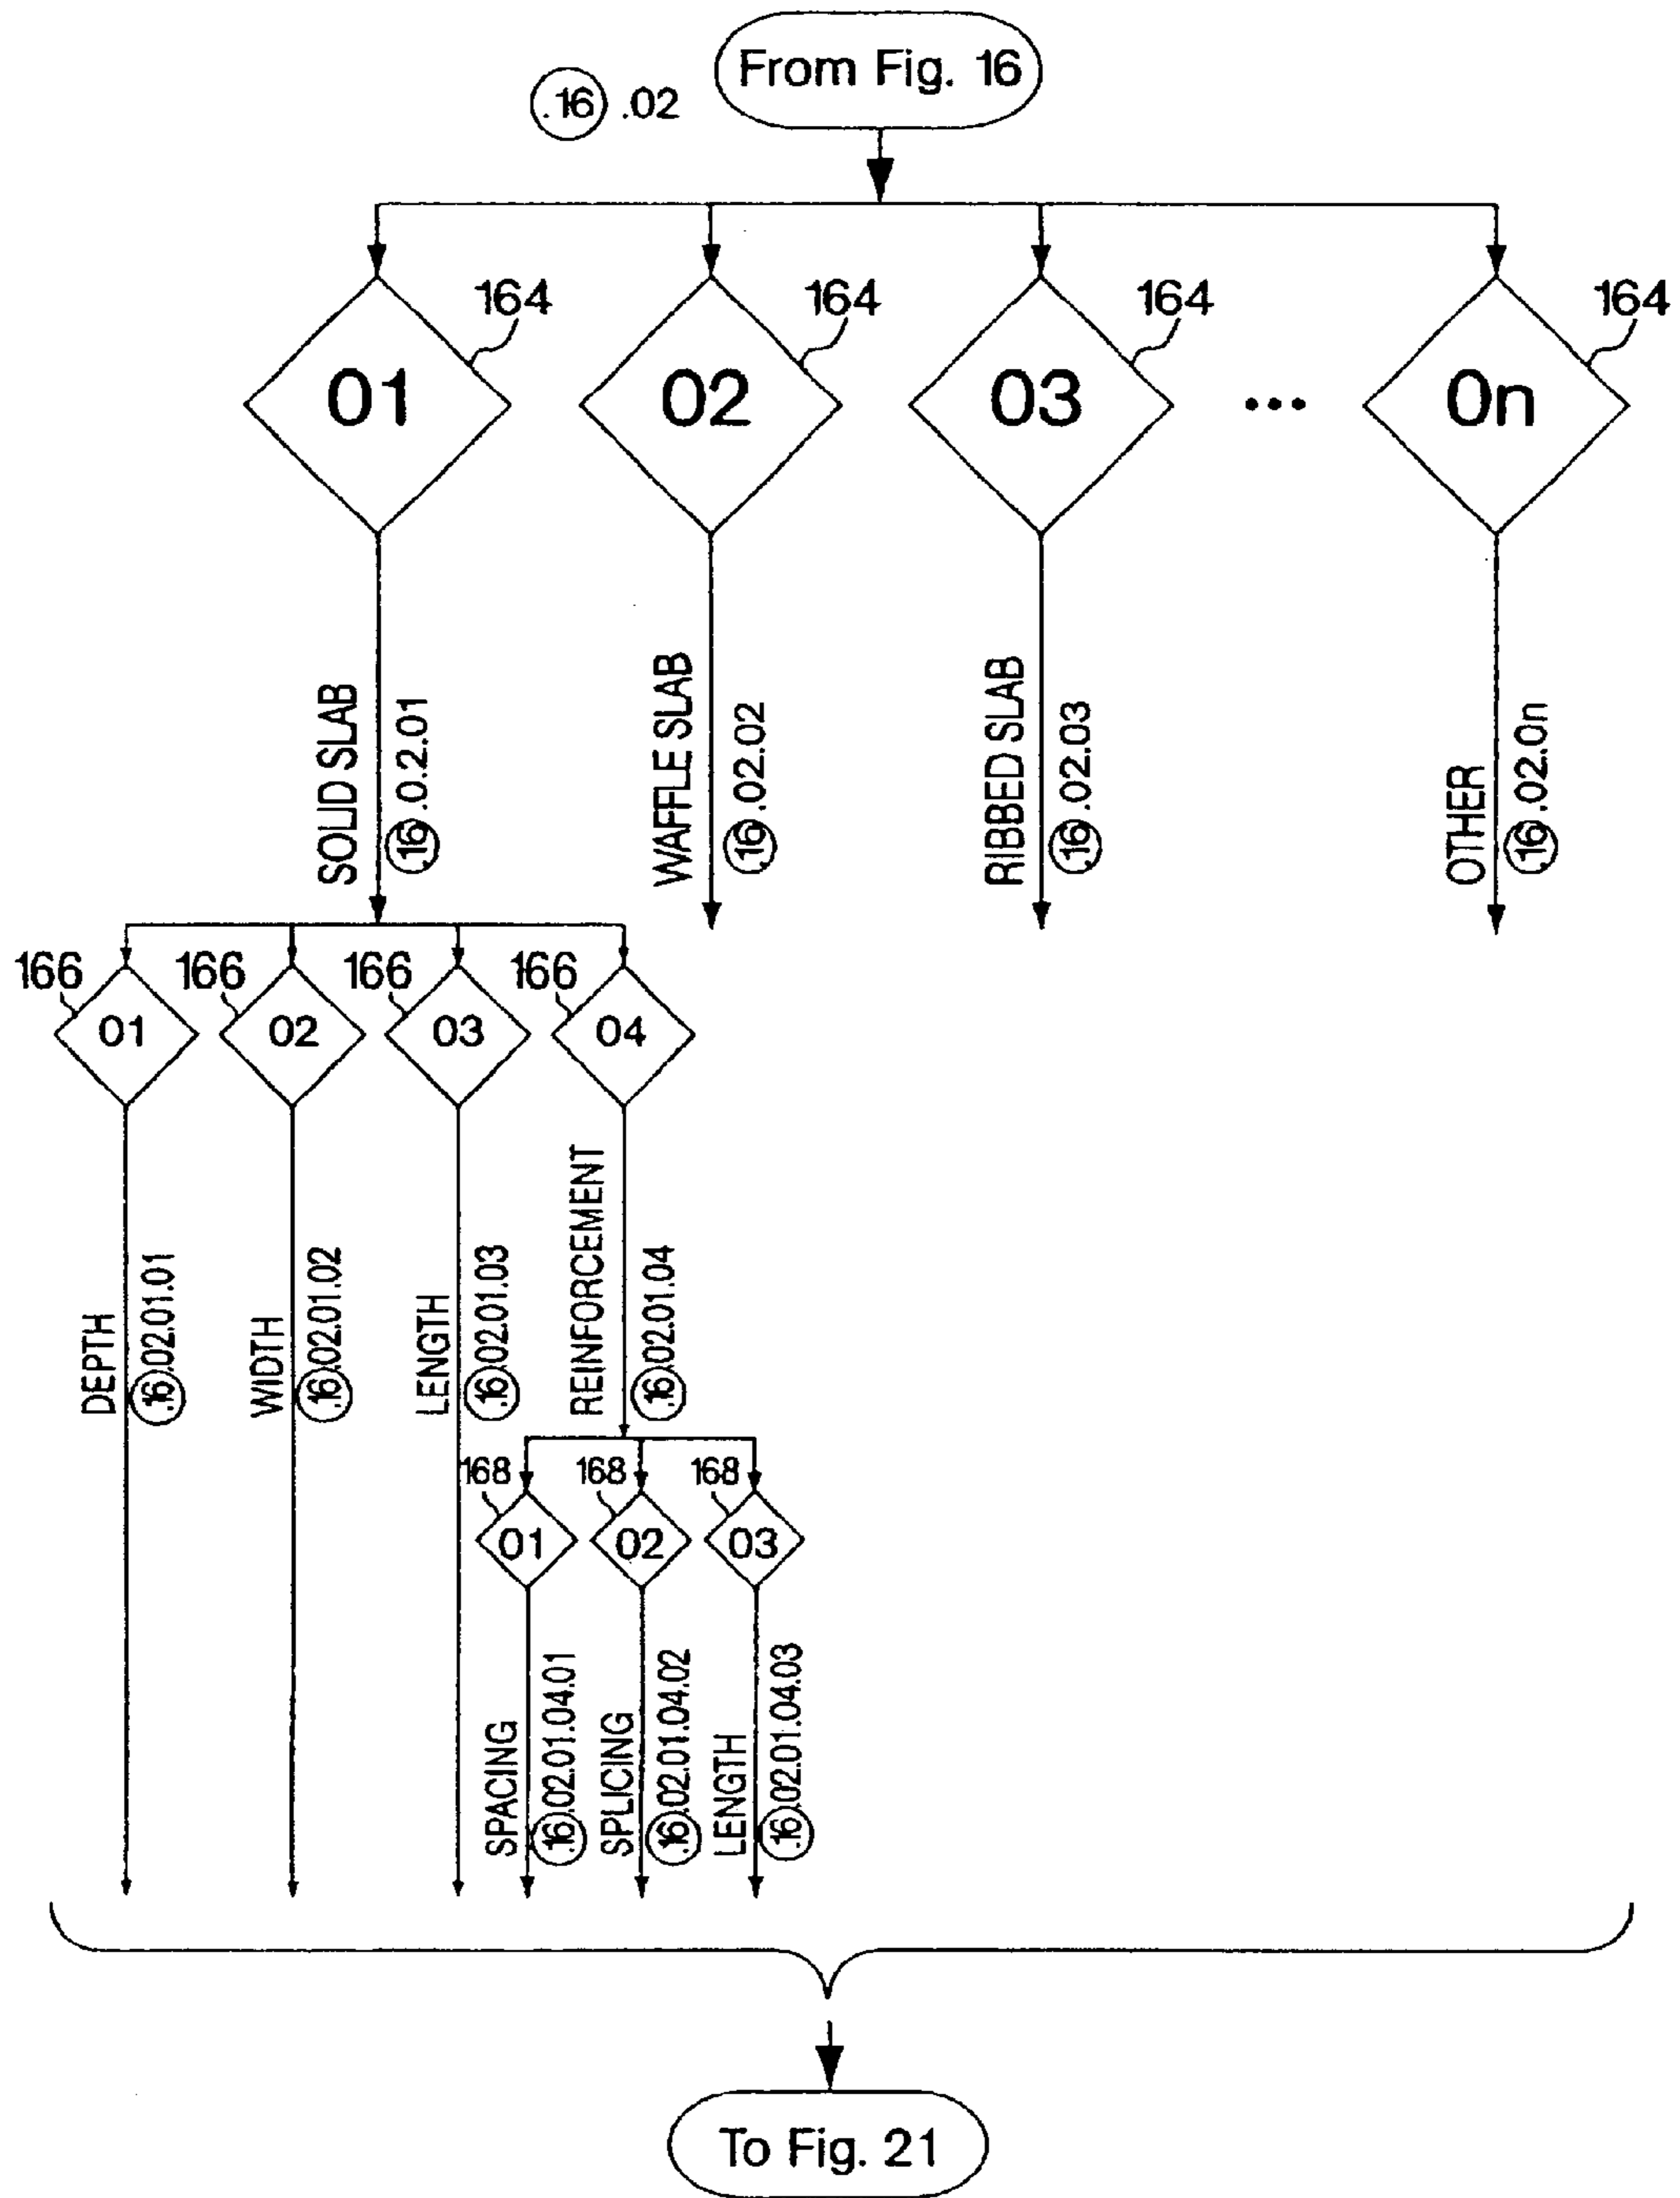 From Fig. 16
.16 .02
164
164
164
164
01
02
03
...
0n
SOLID SLAB
.16 .0.2.01
WAFFLE SLAB
.16 .02.02
RIBBED SLAB
.16 .02.03
OTHER
.16 .02.0n
166
166
166
166
01
02
03
04
DEPTH
.16 .02.01.01
WIDTH
.16 .02.01.02
LENGTH
.16 .02.01.03
REINFORCEMENT
.16 .02.01.04
168
168
168
01
02
03
SPACING
.16 .02.01.04.01
SPLICING
.16 .02.01.04.02
LENGTH
.16 .02.01.04.03
To Fig. 21